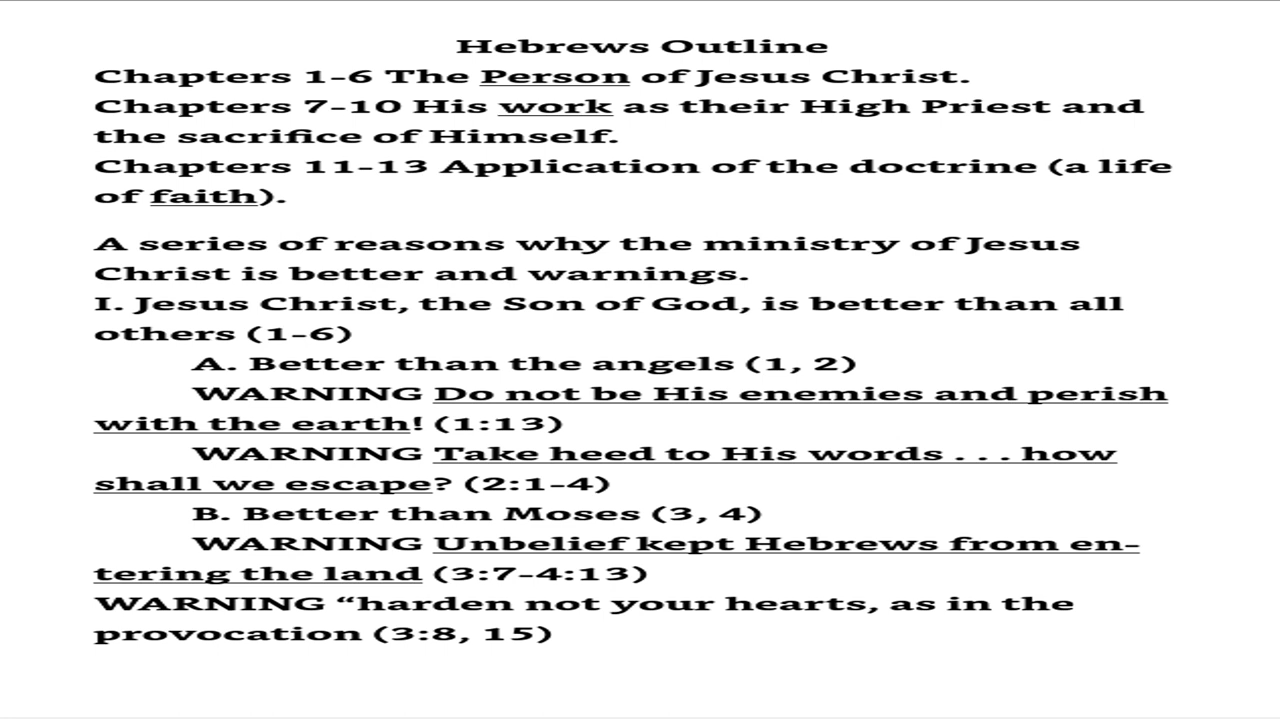 Hebrews Outline
Chapters 1-6 The Person of Jesus Christ.
Chapters 7-10 His work as their High Priest and
the sacrifice of Himself.
Chapters 11-13 Application of the doctrine (a life
of faith).
A series of reasons why the ministry of Jesus
Christ is better and warnings.
I. Jesus Christ, the Son of God, is better than all
others (1-6)
A. Better than the angels (1, 2)
WARNING Do not be His enemies and perish
with the earth! (1:13)
WARNING Take heed to His words . . . how
shall we escape? (2:1-4)
B. Better than Moses (3, 4)
WARNING Unbelief kept Hebrews from en-
tering the land (3:7-4:13)
WARNING “harden not your hearts, as in the
provocation (3:8, 15)